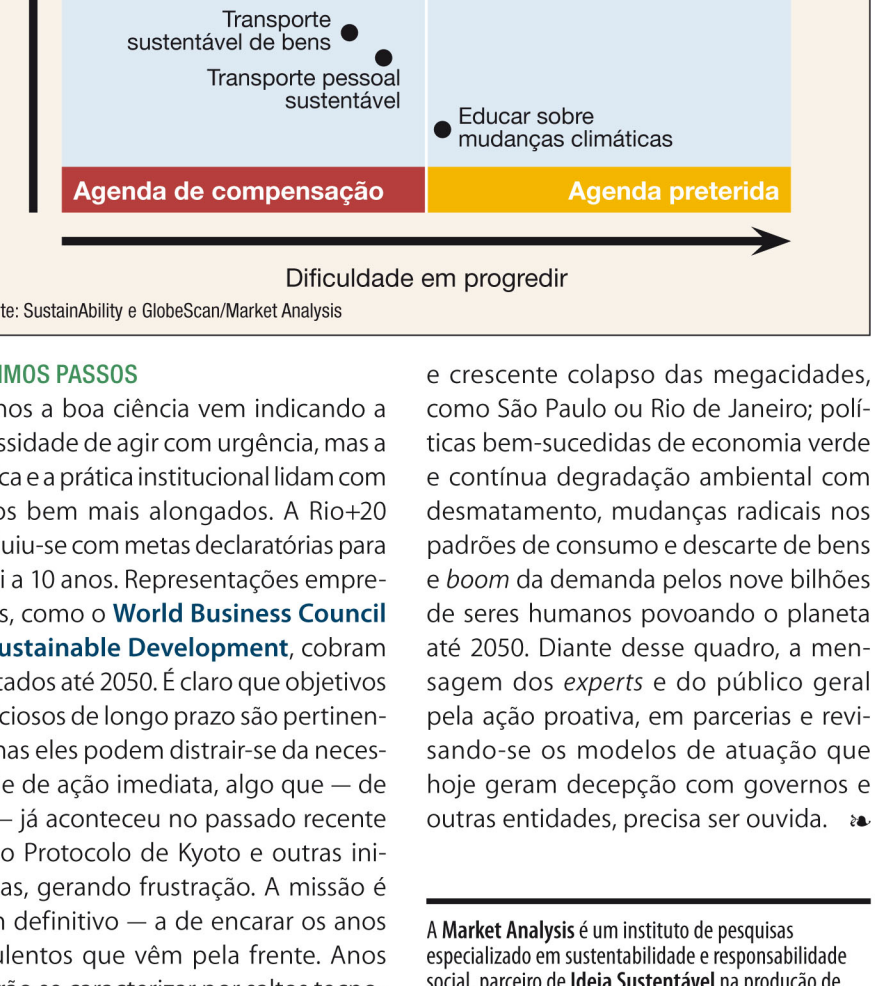 Transporte
sustentável de bens
Transporte pessoal
sustentável
Educar sobre
mudanças climáticas
Agenda de compensação
Agenda preterida
Dificuldade em progredir
te: SustainAbility e GlobeScan/Market Analysis
IMOS PASSOS
nos a boa ciência vem indicando a
ssidade de agir com urgência, mas a
ca e a prática institucional lidam com
os bem mais alongados. A Rio+20
uiu-se com metas declaratórias para
i a 10 anos. Representações empre-
s, como o World Business Council
ustainable Development, cobram
tados até 2050. É claro que objetivos
ciosos de longo prazo são pertinen-
nas eles podem distrair-se da neces-
e de ação imediata, algo que — de
– já aconteceu no passado recente
o Protocolo de Kyoto e outras ini-
as, gerando frustração. A missão é
n definitivo — a de encarar os anos
ulentos que vêm pela frente. Anos
e crescente colapso das megacidades,
como São Paulo ou Rio de Janeiro; polí-
ticas bem-sucedidas de economia verde
e contínua degradação ambiental com
desmatamento, mudanças radicais nos
padrões de consumo e descarte de bens
e boom da demanda pelos nove bilhões
de seres humanos povoando o planeta
até 2050. Diante desse quadro, a men-
sagem dos experts e do público geral
pela ação proativa, em parcerias e revi-
sando-se os modelos de atuação que
hoje geram decepção com governos e
outras entidades, precisa ser ouvida.
A Market Analysis é um instituto de pesquisas
especializado em sustentabilidade e responsabilidade
social, parceiro de Ideia Sustentável na produção de